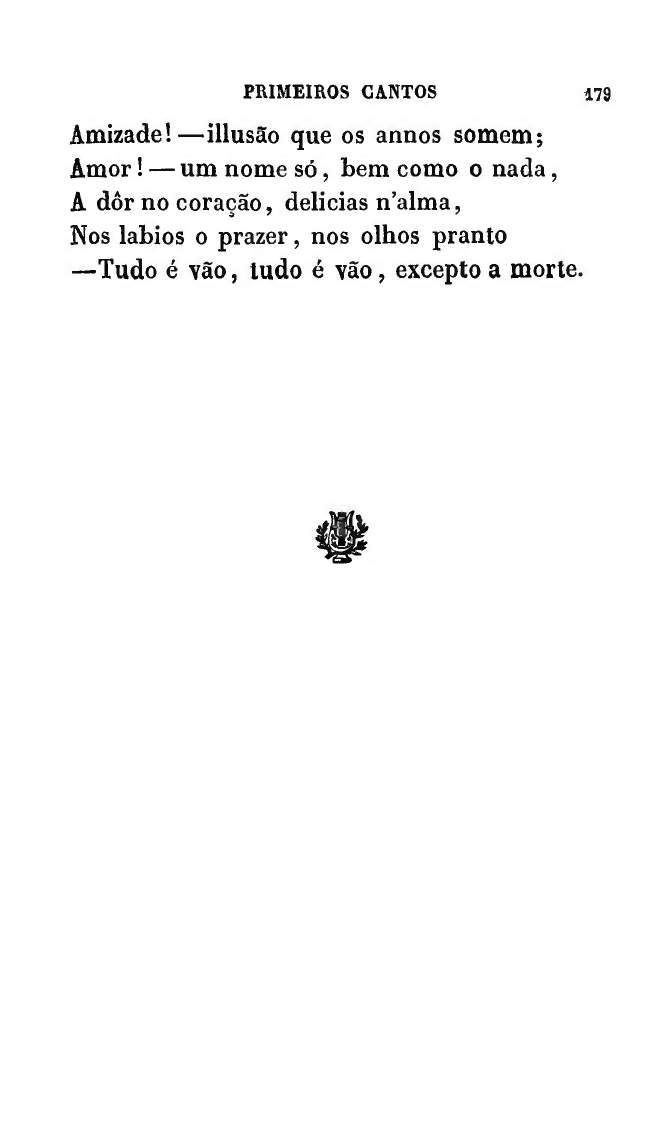 PRIMEIROS CANTOS 179
Amizade! —illusão que os annos somem;
Amor! — um nome só, bem como o nada,
A dôr no coração, delicias n'alma,
Nos labios o prazer, nos olhos pranto
—Tudo é vão, tudo é vão, excepto a morte.